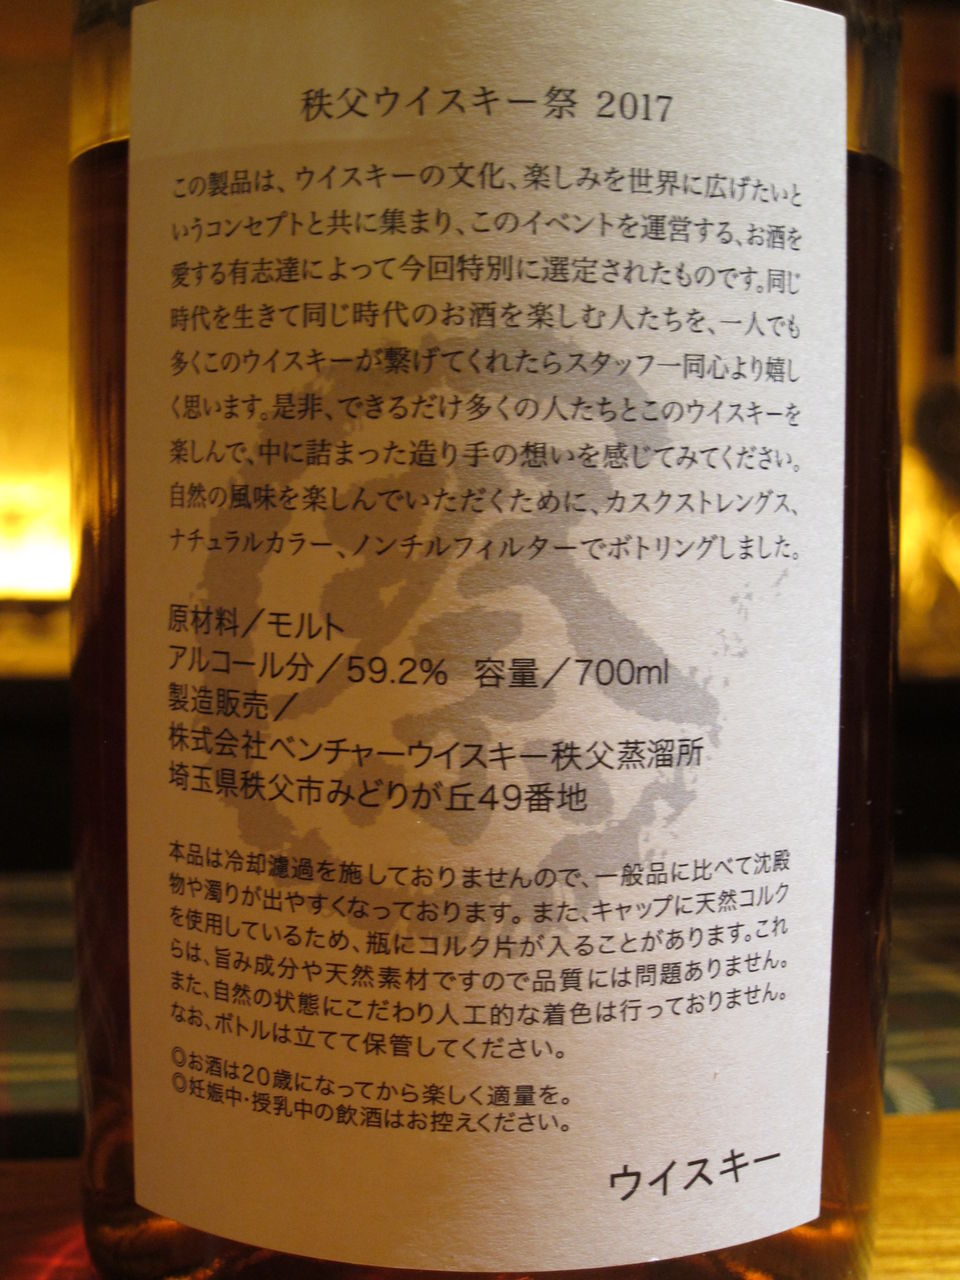 秩父ウイスキー祭 2017
この製品は、ウイスキーの文化、楽しみを世界に広げたいと
いうコンセプトと共に集まり、このイベントを運営する、お酒を
愛する有志達によって今回特別に選定されたものです。同じ
時代を生きて同じ時代のお酒を楽しむ人たちを、一人でも
多くこのウイスキーが繋げてくれたらスタッフ一同心より嬉し
く思います。是非、できるだけ多くの人たちとこのウイスキーを
楽しんで、中に詰まった造り手の想いを感じてみてください。
自然の風味を楽しんでいただくために、カスクストレングス、
ナチュラルカラー、ノンチルフィルターでボトリングしました。
原材料／モルト
アルコール分／59.2% 容量／700ml
製造販売／
株式会社ベンチャーウイスキー秩父蒸溜所
埼玉県秩父市みどりが丘49番地
本品は冷却濾過を施しておりませんので、一般品に比べて沈殿
物や濁りが出やすくなっております。また、キャップに天然コルク
を使用しているため、瓶にコルク片が入ることがあります。これ
らは、旨み成分や天然素材ですので品質には問題ありません。
また、自然の状態にこだわり人工的な着色は行っておりません。
なお、ボトルは立てて保管してください。
◎お酒は20歳になってから楽しく適量を。
◎妊娠中・授乳中の飲酒はお控えください。
ウイスキー